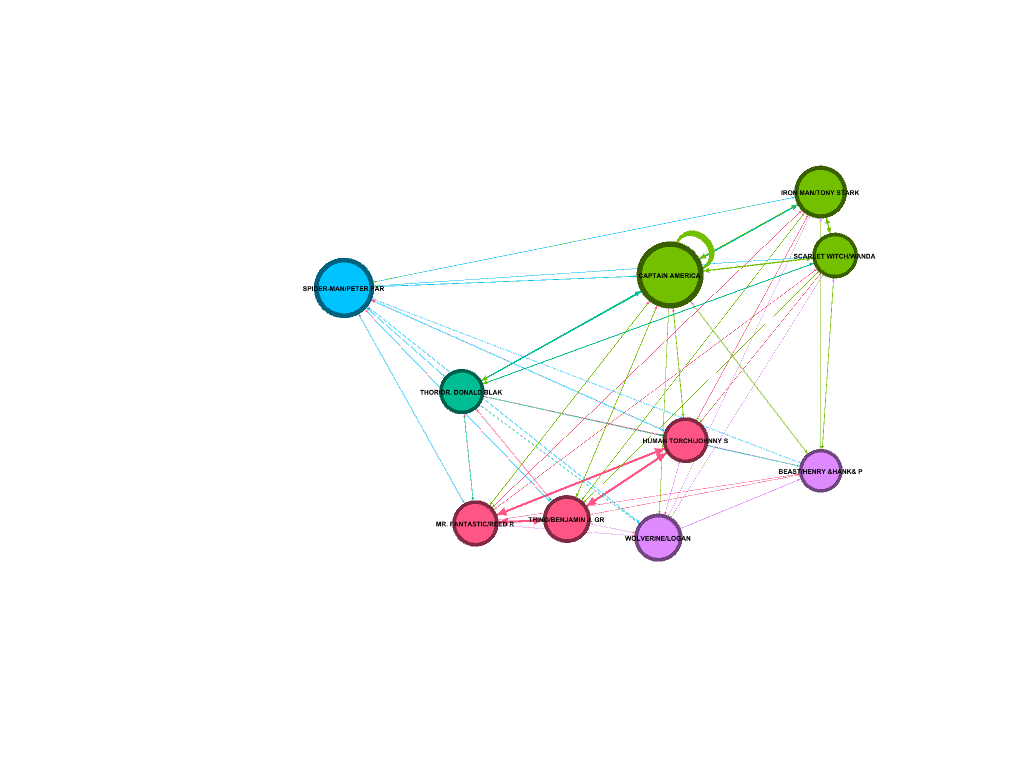 IRON MAN/TONY STARK
SCARLET WITCH/WANDA
CAPTAIN AMERICA
SPIDER-MAN/PETER PAR
THOR/DR. DONALD BLAK
HUMAN TORCH/JOHNNY S
BEAST/HENRY &HANK& P
MR. FANTASTIC/REED R
THING/BENJAMIN J. GR
WOLVERINE/LOGAN